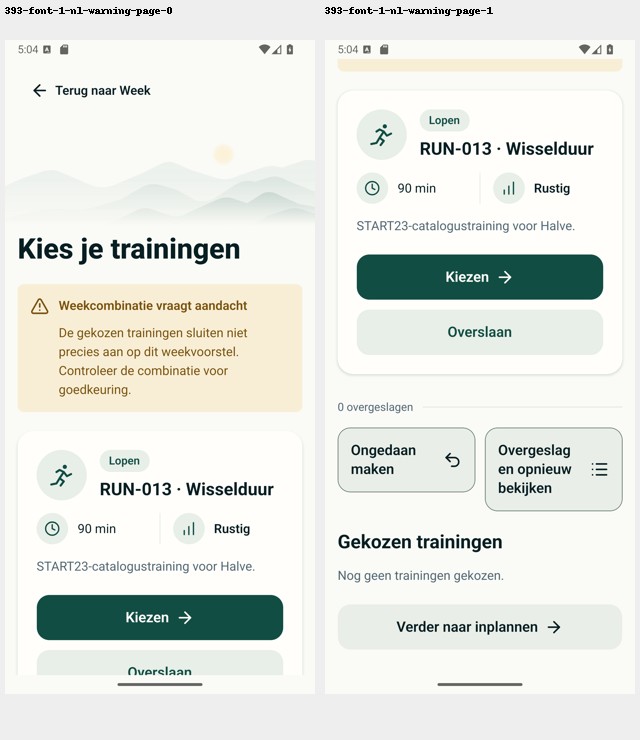 393-font-1-nl-warning-page-0
5:04
Terug naar Week
Kies je trainingen
Weekcombinatie vraagt aandacht
De gekozen trainingen sluiten niet
precies aan op dit weekvoorstel.
Controleer de combinatie voor
goedkeuring.
Lopen
RUN-013 · Wisselduur
90 min
Rustig
START23-catalogustraining voor Halve.
Kiezen
Overslaan
393-font-1-nl-warning-page-1
5:04
Lopen
RUN-013 · Wisselduur
90 min
Rustig
START23-catalogustraining voor Halve.
Kiezen
Overslaan
0 overgeslagen
Ongedaan
maken
Overgeslag
en opnieuw
bekijken
Gekozen trainingen
Nog geen trainingen gekozen.
Verder naar inplannen